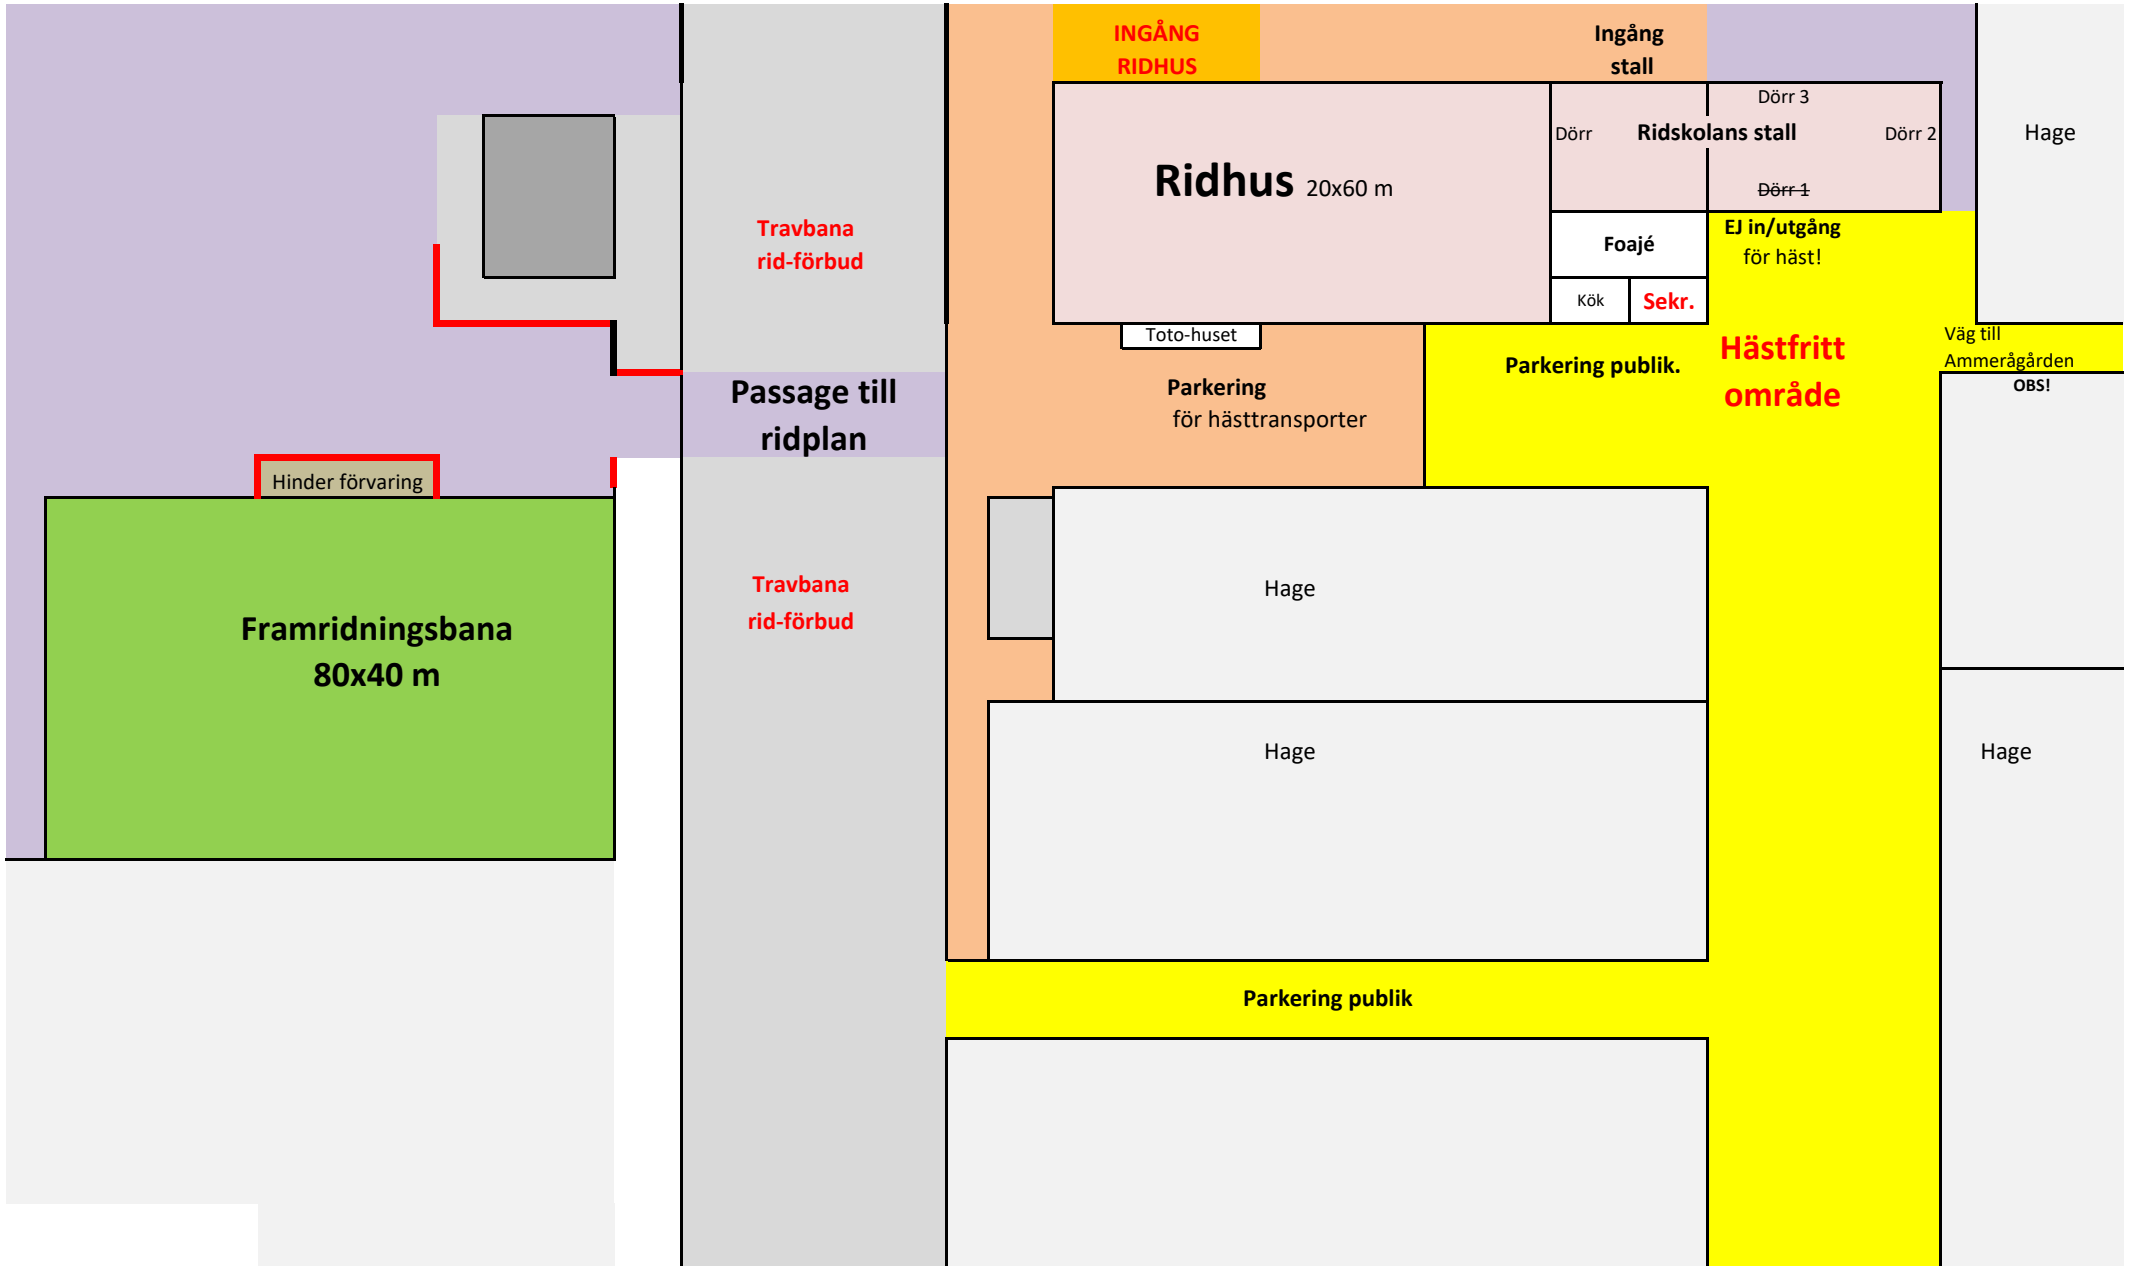 INGÅNG
RIDHUS
Ingång
stall
Dörr 3
Dörr
Ridskolans stall
Dörr 2
Hage
Ridhus 20x60 m
Dörr 1
Travbana
rid-förbud
Foajé
EJ in/utgång
för häst!
Kök
Sekr.
Toto-huset
Parkering publik.
Hästfritt
område
Väg till
Ammerågården
OBS!
Passage till
ridplan
Parkering
för hästtransporter
Hinder förvaring
Framridningsbana
80x40 m
Travbana
rid-förbud
Hage
Hage
Hage
Parkering publik